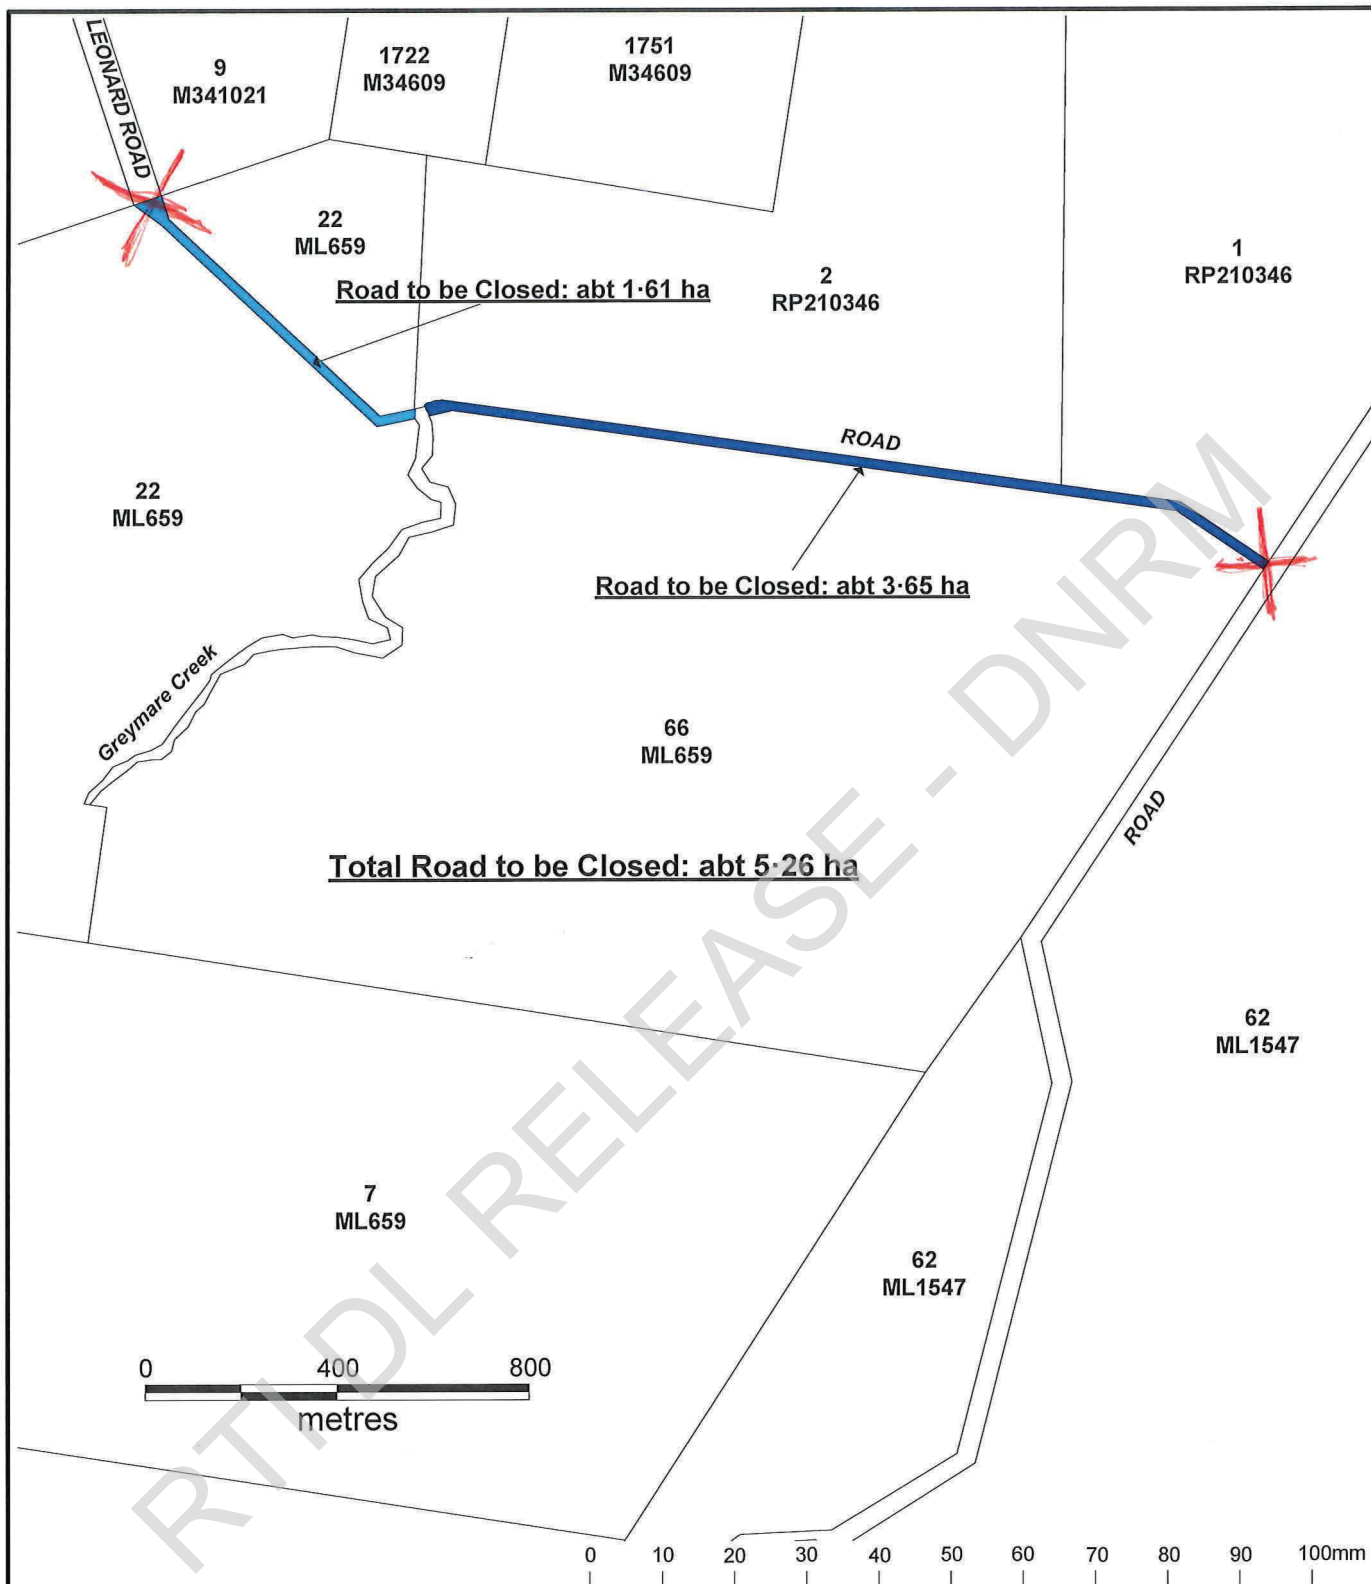 LEONARD ROAD
9
M341021
1722
M34609
1751
M34609
22
ML659
Road to be Closed: abt 1·61 ha
2
RP210346
1
RP210346
ROAD
22
ML659
Road to be Closed: abt 3·65 ha
Greymare Creek
66
ML659
ROAD
Total Road to be Closed: abt 5·26 ha
62
ML1547
7
ML659
62
ML1547
0 400 800
metres
0 10 20 30 40 50 60 70 80 90 100mm
RTI DL RELEASE - DNRM